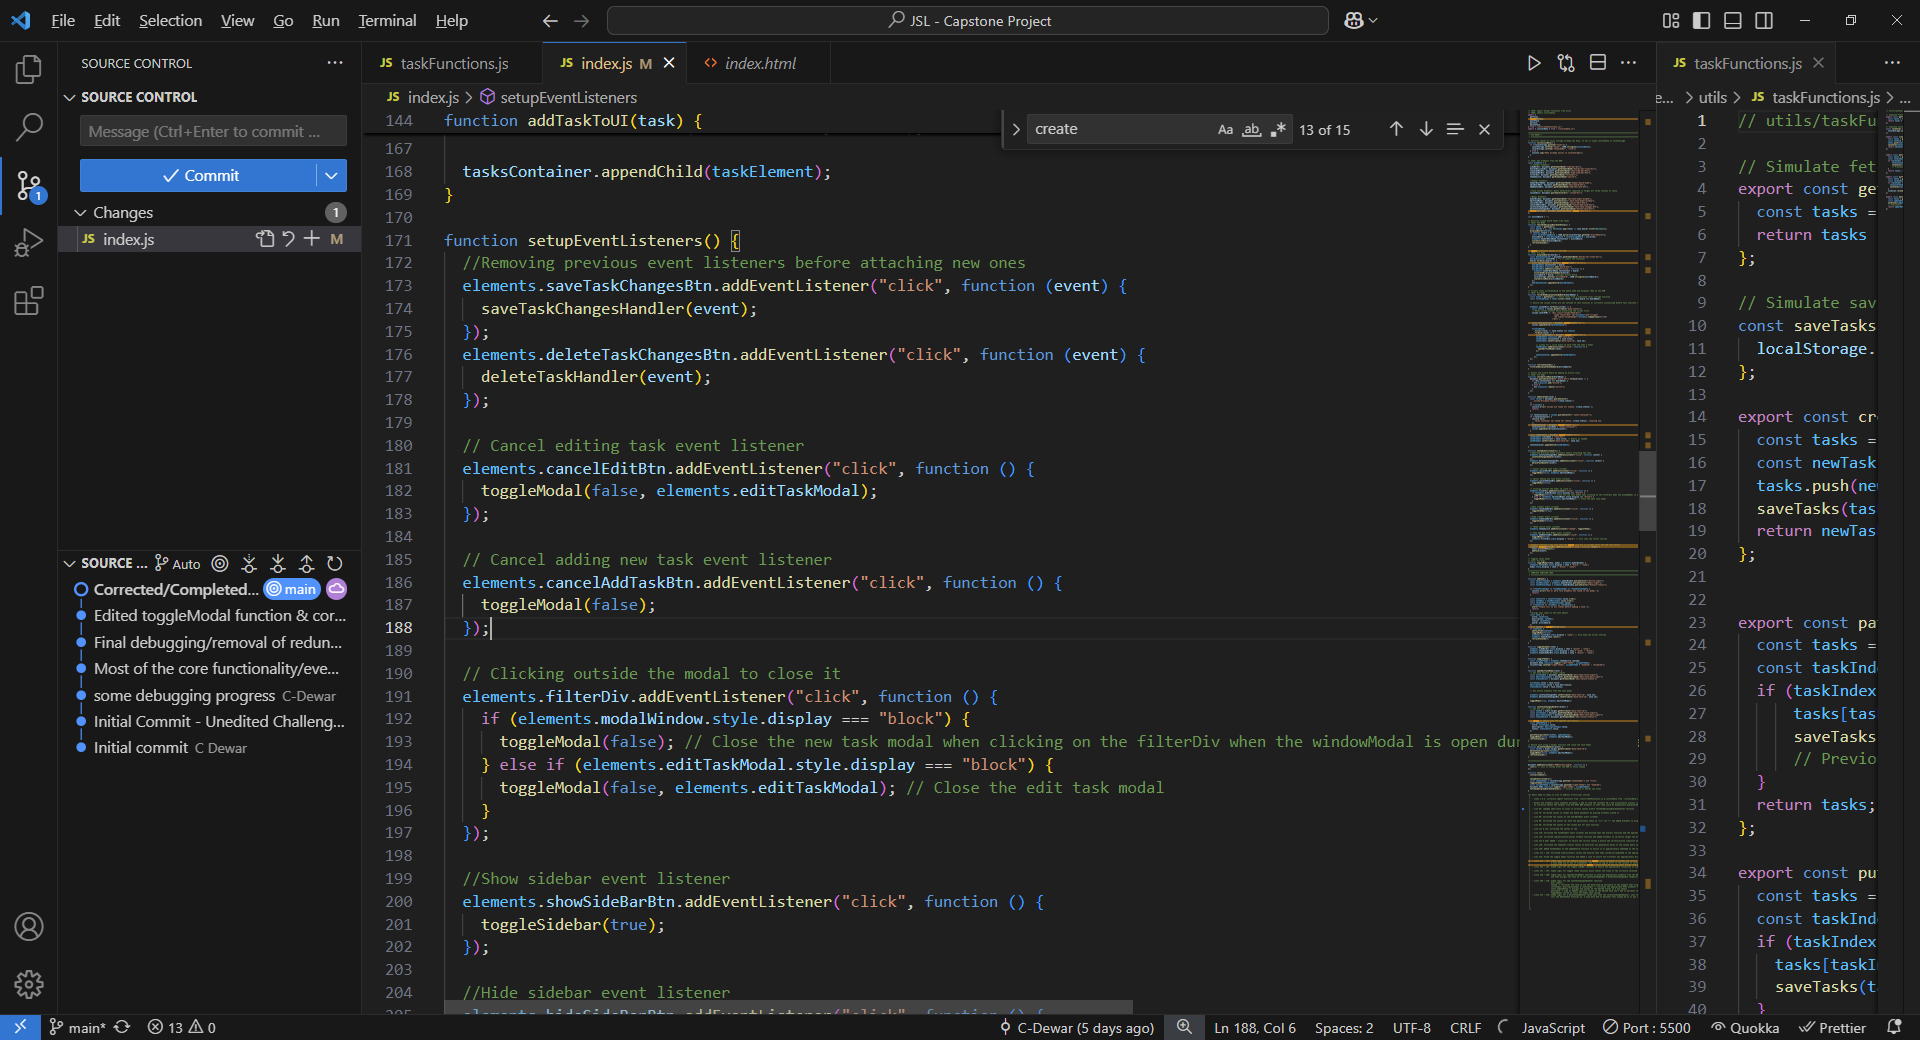 File Edit Selection View Go Run Terminal Help
JSL - Capstone Project
SOURCE CONTROL
SOURCE CONTROL
Message (Ctrl+Enter to commit ...
Commit
1
Changes 1
JS index.js M
SOURCE ... Auto
Corrected/Completed... main
Edited toggleModal function & cor...
Final debugging/removal of redun...
Most of the core functionality/eve...
some debugging progress C-Dewar
Initial Commit - Unedited Challeng...
Initial commit C Dewar
JS taskFunctions.js
JS index.js M
<> index.html
JS index.js > setupEventListeners
create Aa ab .* 13 of 15
144 function addTaskToUI(task) {
167
168 tasksContainer.appendChild(taskElement);
169 }
170
171 function setupEventListeners() {
172 //Removing previous event listeners before attaching new ones
173 elements.saveTaskChangesBtn.addEventListener("click", function (event) {
174 saveTaskChangesHandler(event);
175 });
176 elements.deleteTaskChangesBtn.addEventListener("click", function (event) {
177 deleteTaskHandler(event);
178 });
179
180 // Cancel editing task event listener
181 elements.cancelEditBtn.addEventListener("click", function () {
182 toggleModal(false, elements.editTaskModal);
183 });
184
185 // Cancel adding new task event listener
186 elements.cancelAddTaskBtn.addEventListener("click", function () {
187 toggleModal(false);
188 });
189
190 // Clicking outside the modal to close it
191 elements.filterDiv.addEventListener("click", function () {
192 if (elements.modalWindow.style.display === "block") {
193 toggleModal(false); // Close the new task modal when clicking on the filterDiv when the windowModal is open du
194 } else if (elements.editTaskModal.style.display === "block") {
195 toggleModal(false, elements.editTaskModal); // Close the edit task modal
196 }
197 });
198
199 //Show sidebar event listener
200 elements.showSideBarBtn.addEventListener("click", function () {
201 toggleSidebar(true);
202 });
203
204 //Hide sidebar event listener
205 elements.hideSideBarBtn.addEventListener("click", function () {
JS taskFunctions.js
e... > utils > JS taskFunctions.js > ...
1 // utils/taskFu
2
3 // Simulate fet
4 export const ge
5 const tasks =
6 return tasks
7 };
8
9 // Simulate sav
10 const saveTasks
11 localStorage.
12 };
13
14 export const cr
15 const tasks =
16 const newTask
17 tasks.push(ne
18 saveTasks(tas
19 return newTas
20 };
21
22
23 export const pa
24 const tasks =
25 const taskInd
26 if (taskIndex
27 tasks[tas
28 saveTasks
29 // Previo
30 }
31 return tasks;
32 };
33
34 export const pu
35 const tasks =
36 const taskInd
37 if (taskIndex
38 tasks[taskI
39 saveTasks(t
40 }
main* 13 0
C-Dewar (5 days ago) Ln 188, Col 6 Spaces: 2 UTF-8 CRLF JavaScript Port : 5500 Quokka Prettier